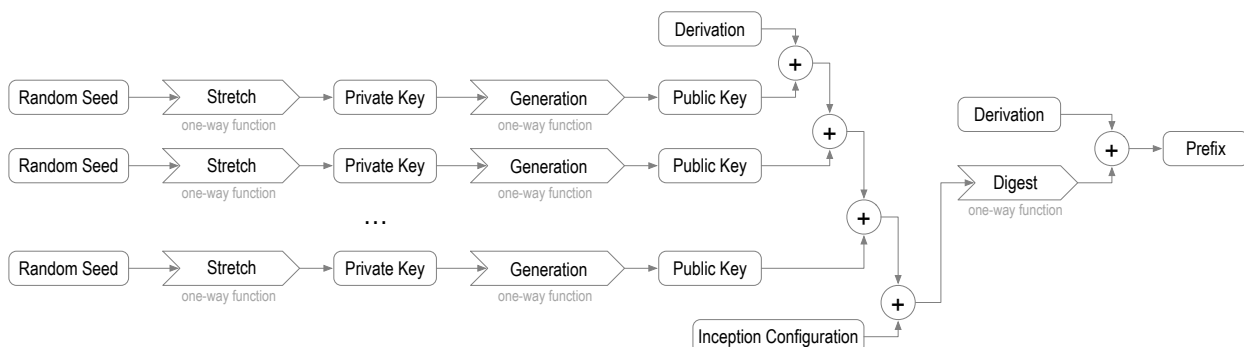 Derivation
+
Random Seed
Stretch
one-way function
Private Key
Generation
one-way function
Public Key
+
Random Seed
Stretch
one-way function
Private Key
Generation
one-way function
Public Key
...
+
Random Seed
Stretch
one-way function
Private Key
Generation
one-way function
Public Key
+
Inception Configuration
Derivation
+
Prefix
Digest
one-way function